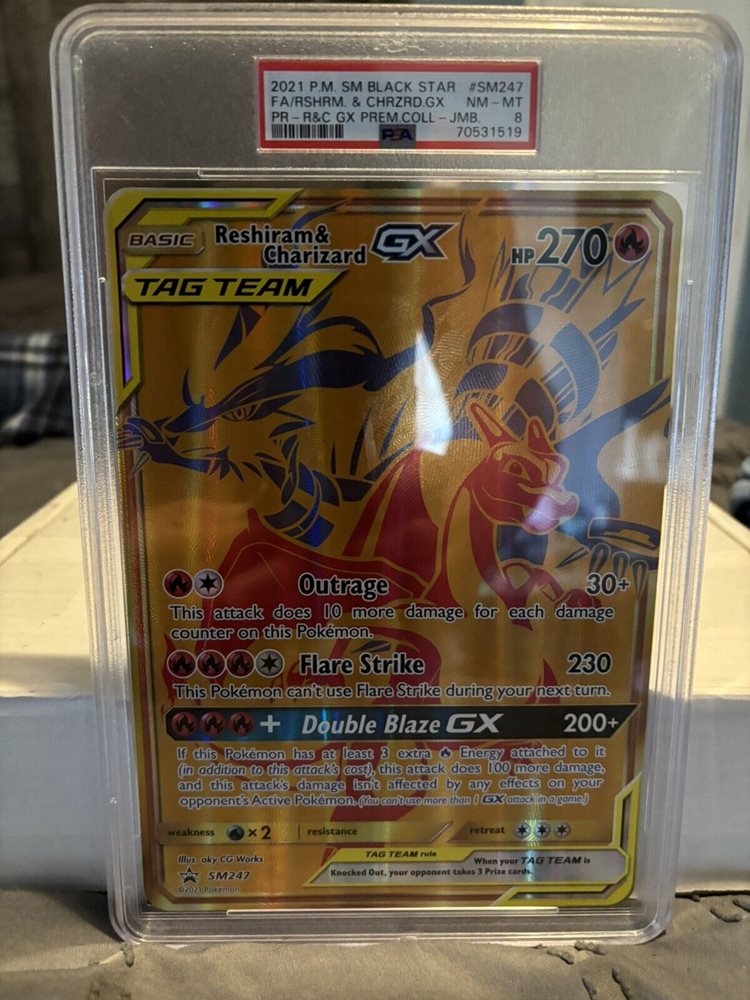 2021 P.M. SM BLACK STAR #SM247
FA/RSHRM. & CHRZRD.GX NM - MT
PR - R&C GX PREM.COLL - JMB. 8
PSA 70531519
BASIC Reshiram& Charizard GX HP270
TAG TEAM
Outrage 30+
This attack does 10 more damage for each damage
counter on this Pokémon.
Flare Strike 230
This Pokémon can't use Flare Strike during your next turn.
+ Double Blaze GX 200+
If this Pokémon has at least 3 extra Energy attached to it
(in addition to this attack's cost), this attack does 100 more damage,
and this attack's damage isn't affected by any effects on your
opponent's Active Pokémon. (You can't use more than 1 GX attack in a game.)
weakness ×2 resistance retreat
Illus. aky CG Works
TAG TEAM rule When your TAG TEAM is
Knocked Out, your opponent takes 3 Prize cards.
SM247
©2021 Pokémon